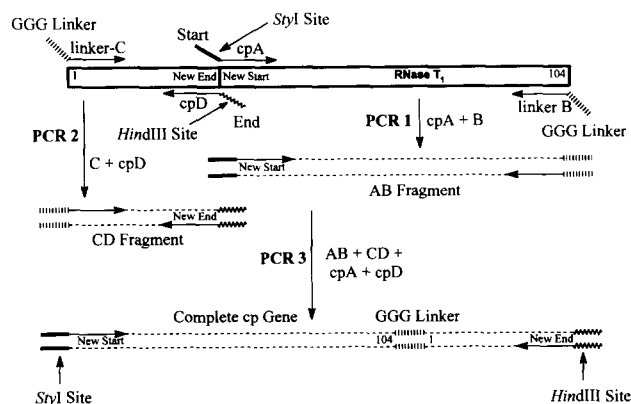 GGG Linker
StyI Site
Start
linker-C
cpA
1
New End
New Start
RNase T1
104
cpD
linker B
HindIII Site
End
GGG Linker
PCR 2
C + cpD
PCR 1
cpA + B
New Start
AB Fragment
New End
CD Fragment
PCR 3
AB + CD +
cpA + cpD
Complete cp Gene
GGG Linker
New Start
104
1
New End
StyI Site
HindIII Site